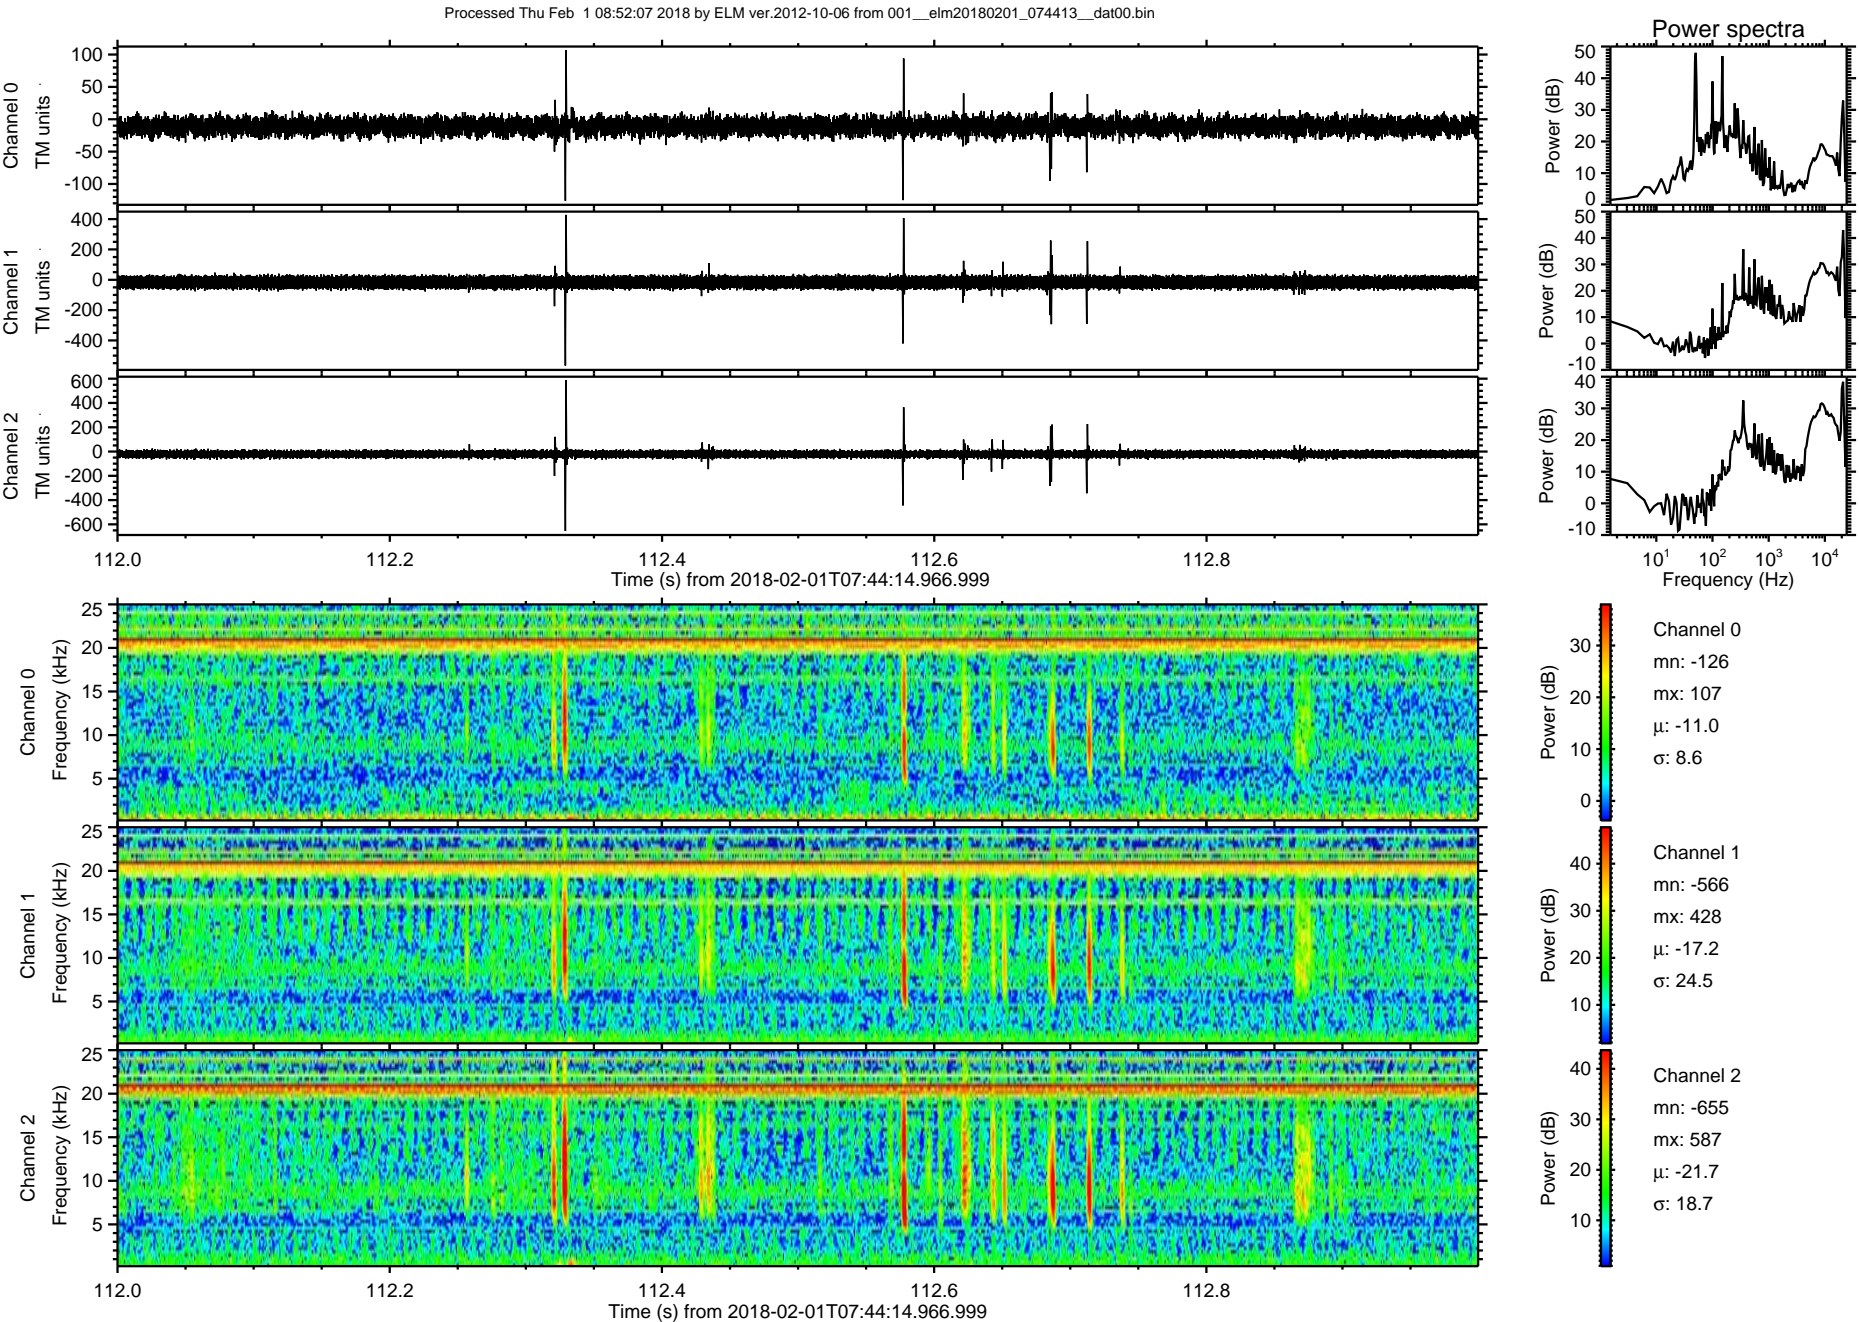 Processed Thu Feb  1 08:52:07 2018 by ELM ver.2012-10-06 from 001__elm20180201_074413__dat00.bin
Power spectra
Channel 0
TM units
100
50
0
-50
-100
Power (dB)
50
40
30
20
10
0
Channel 1
TM units
400
200
0
-200
-400
Power (dB)
50
40
30
20
10
0
-10
Channel 2
TM units
600
400
200
0
-200
-400
-600
Power (dB)
40
30
20
10
0
-10
112.0 112.2 112.4 112.6 112.8
Time (s) from 2018-02-01T07:44:14.966.999
10¹ 10² 10³ 10⁴
Frequency (Hz)
Channel 0
Frequency (kHz)
25
20
15
10
5
Power (dB)
30
20
10
0
Channel 0
mn: -126
mx: 107
µ: -11.0
σ: 8.6
Channel 1
Frequency (kHz)
25
20
15
10
5
Power (dB)
40
30
20
10
Channel 1
mn: -566
mx: 428
µ: -17.2
σ: 24.5
Channel 2
Frequency (kHz)
25
20
15
10
5
Power (dB)
40
30
20
10
Channel 2
mn: -655
mx: 587
µ: -21.7
σ: 18.7
112.0 112.2 112.4 112.6 112.8
Time (s) from 2018-02-01T07:44:14.966.999